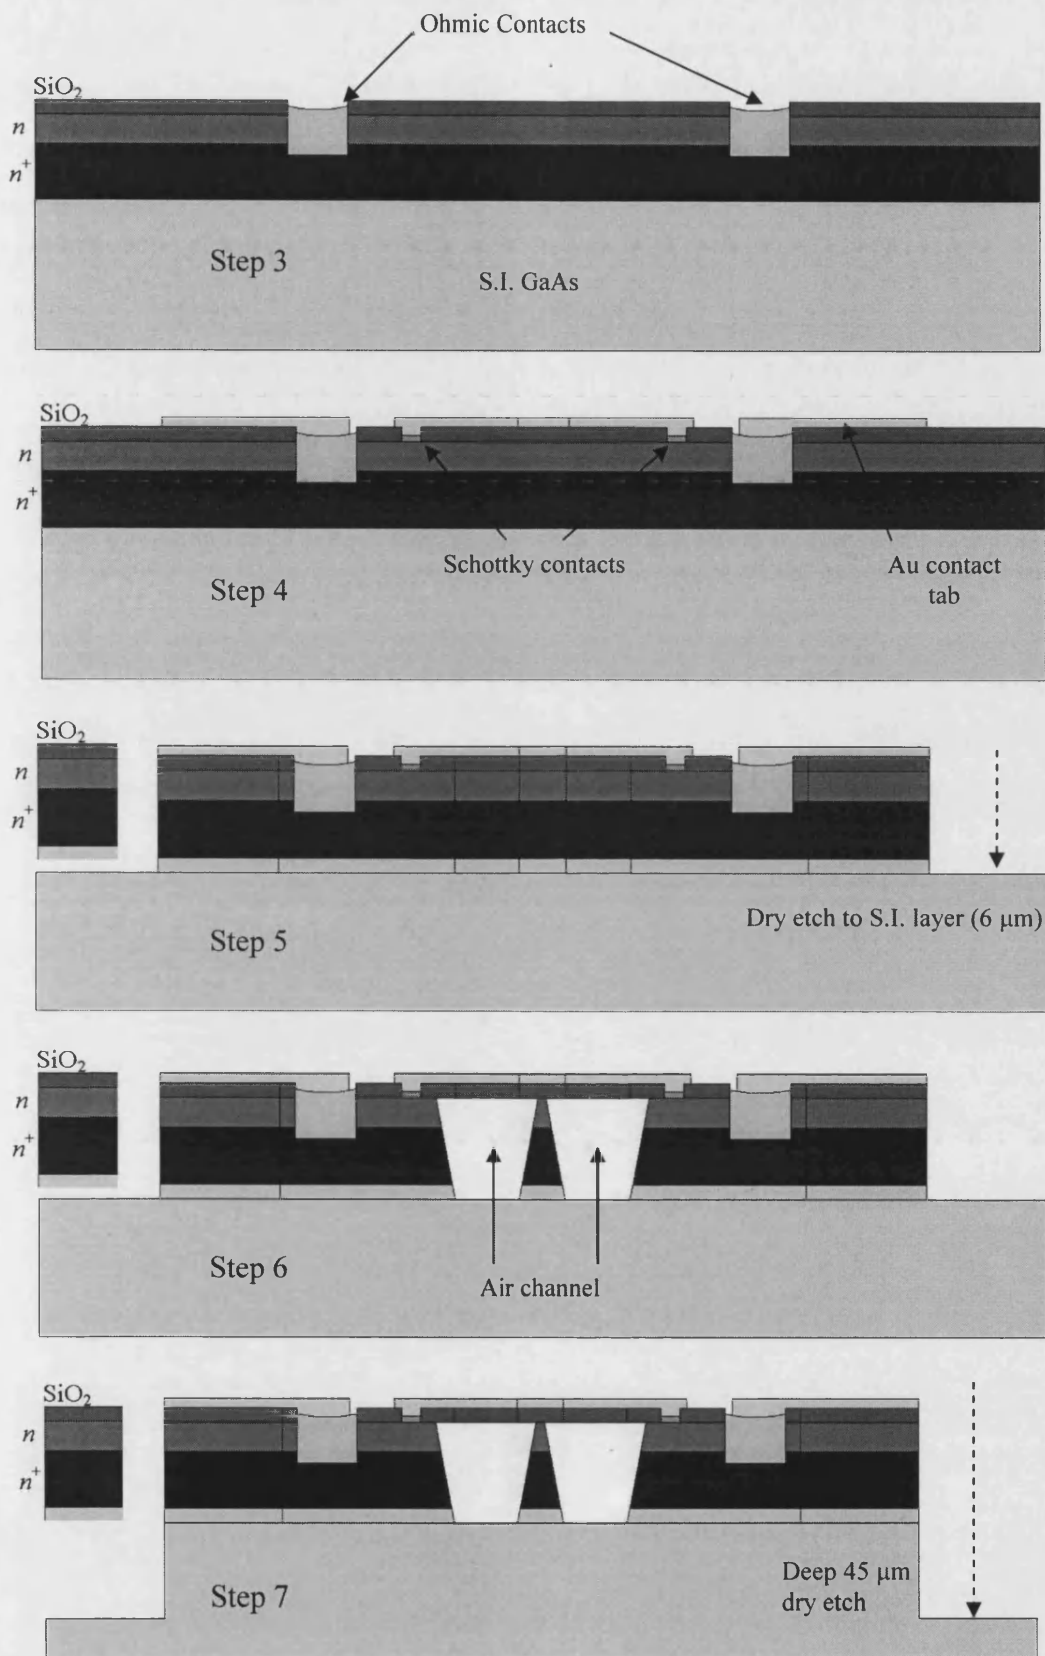 Ohmic Contacts
SiO₂
n
n⁺
Step 3
S.I. GaAs
SiO₂
n
n⁺
Schottky contacts
Au contact
tab
Step 4
SiO₂
n
n⁺
Dry etch to S.I. layer (6 μm)
Step 5
SiO₂
n
n⁺
Step 6
Air channel
SiO₂
n
n⁺
Deep 45 μm
dry etch
Step 7